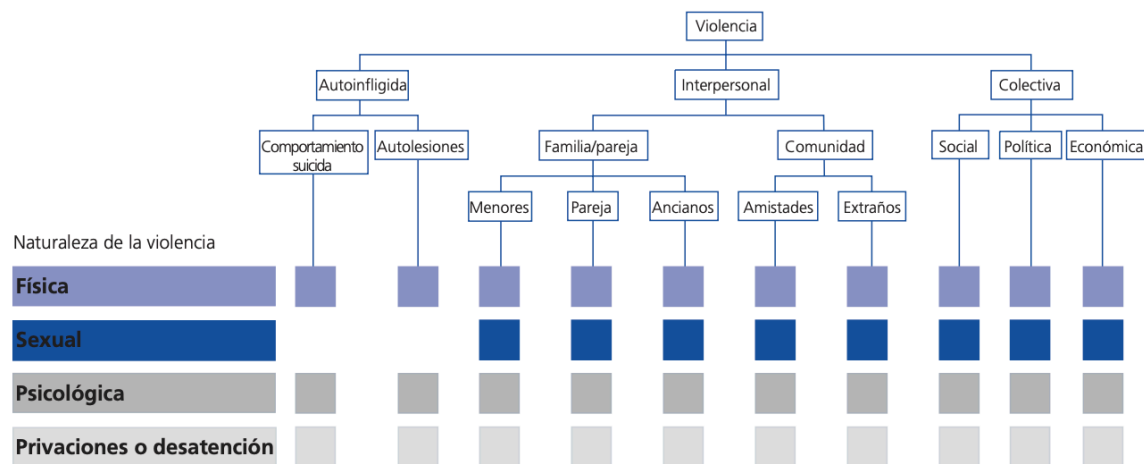 Violencia
Autoinfligida
Interpersonal
Colectiva
Comportamiento
suicida
Autolesiones
Familia/pareja
Comunidad
Social
Política
Económica
Menores
Pareja
Ancianos
Amistades
Extraños
Naturaleza de la violencia
Física
Sexual
Psicológica
Privaciones o desatención